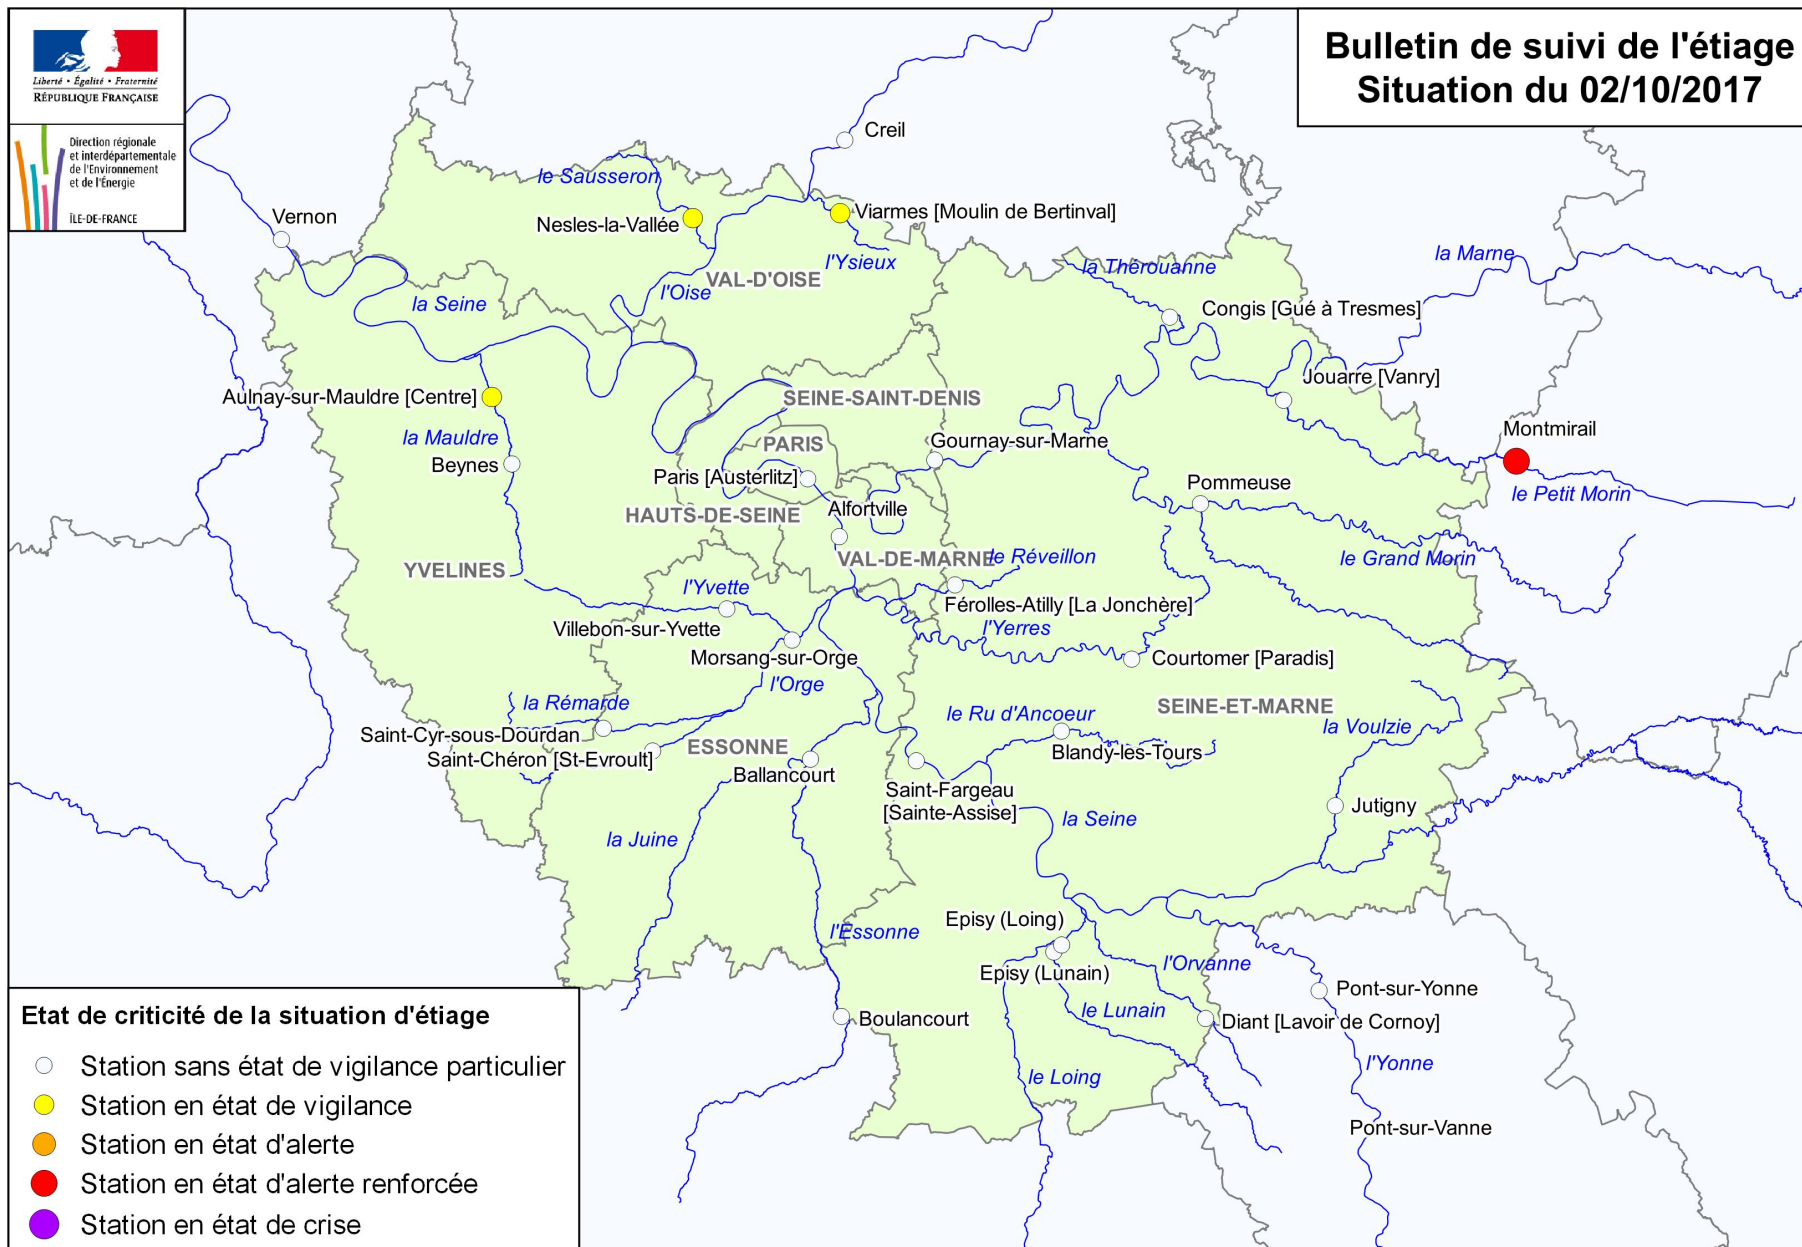 Liberté • Égalité • Fraternité
RÉPUBLIQUE FRANÇAISE
Direction régionale
et interdépartementale
de l'Environnement
et de l'Énergie
ÎLE-DE-FRANCE
Bulletin de suivi de l'étiage
Situation du 02/10/2017
Creil
le Sausseron
Vernon
Nesles-la-Vallée
Viarmes [Moulin de Bertinval]
l'Ysieux
la Marne
la Thérouanne
VAL-D'OISE
l'Oise
la Seine
Congis [Gué à Tresmes]
Jouarre [Vanry]
Aulnay-sur-Mauldre [Centre]
SEINE-SAINT-DENIS
Montmirail
la Mauldre
PARIS
Gournay-sur-Marne
Beynes
Paris [Austerlitz]
Pommeuse
le Petit Morin
HAUTS-DE-SEINE
Alfortville
VAL-DE-MARNE
le Réveillon
le Grand Morin
YVELINES
l'Yvette
Férolles-Atilly [La Jonchère]
Villebon-sur-Yvette
l'Yerres
Morsang-sur-Orge
Courtomer [Paradis]
l'Orge
la Rémarde
le Ru d'Ancoeur
SEINE-ET-MARNE
la Voulzie
Saint-Cyr-sous-Dourdan
ESSONNE
Blandy-les-Tours
Saint-Chéron [St-Evroult]
Ballancourt
Saint-Fargeau
[Sainte-Assise]
Jutigny
la Seine
la Juine
Episy (Loing)
l'Essonne
l'Orvanne
Episy (Lunain)
Pont-sur-Yonne
le Lunain
Boulancourt
Diant [Lavoir de Cornoy]
l'Yonne
le Loing
Pont-sur-Vanne
Etat de criticité de la situation d'étiage
Station sans état de vigilance particulier
Station en état de vigilance
Station en état d'alerte
Station en état d'alerte renforcée
Station en état de crise